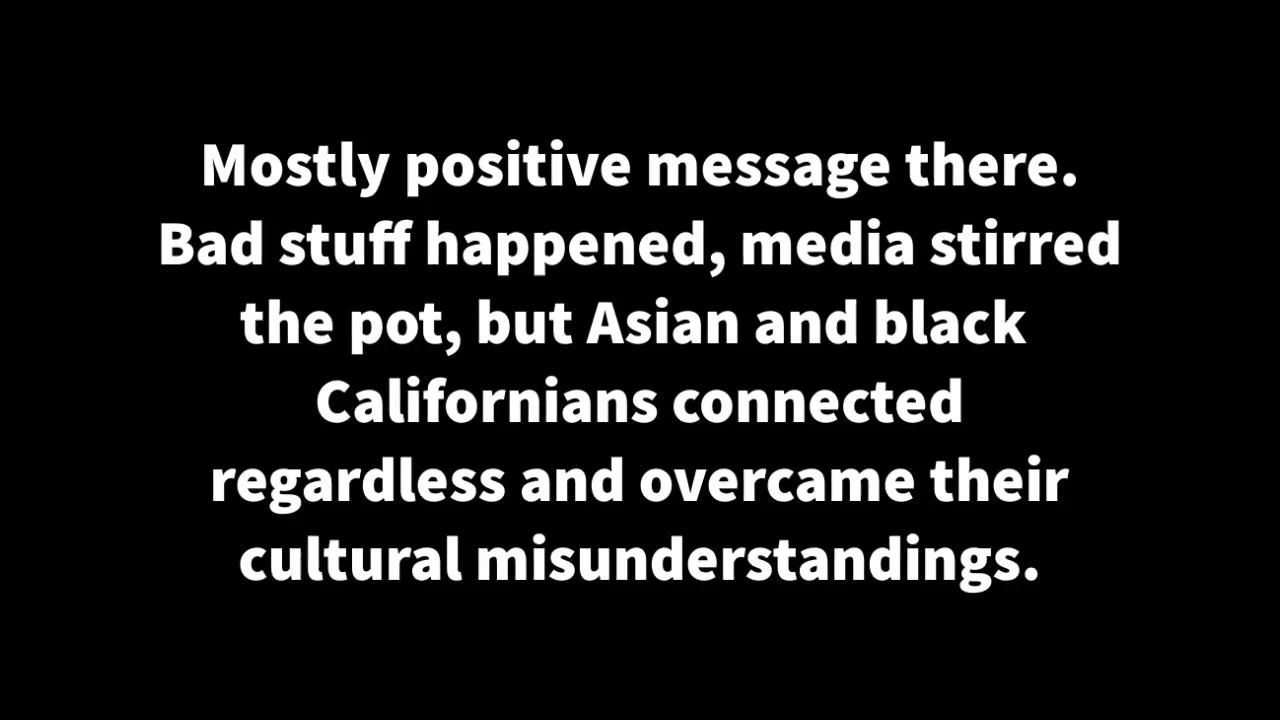 Mostly positive message there.
Bad stuff happened, media stirred
the pot, but Asian and black
Californians connected
regardless and overcame their
cultural misunderstandings.